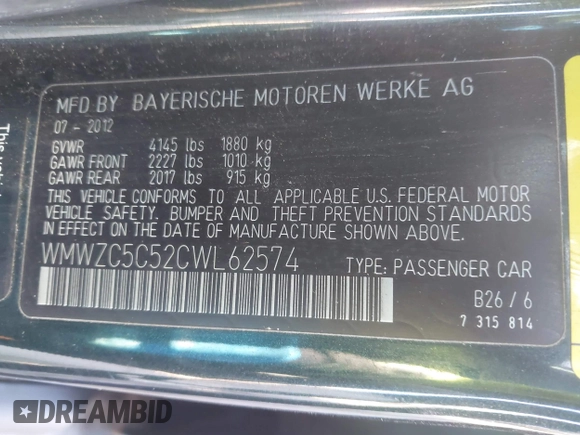 MFD BY BAYERISCHE MOTOREN WERKE AG
07 - 2012
GVWR 4145 lbs 1880 kg
GAWR FRONT 2227 lbs 1010 kg
GAWR REAR 2017 lbs 915 kg
THIS VEHICLE CONFORMS TO ALL APPLICABLE U.S. FEDERAL MOTOR
VEHICLE SAFETY, BUMPER AND THEFT PREVENTION STANDARDS
IN EFFECT ON THE DATE OF MANUFACTURE SHOWN ABOVE.
WMWZC5C52CWL62574 TYPE: PASSENGER CAR
B26 / 6
7 315 814
This
DREAMBID